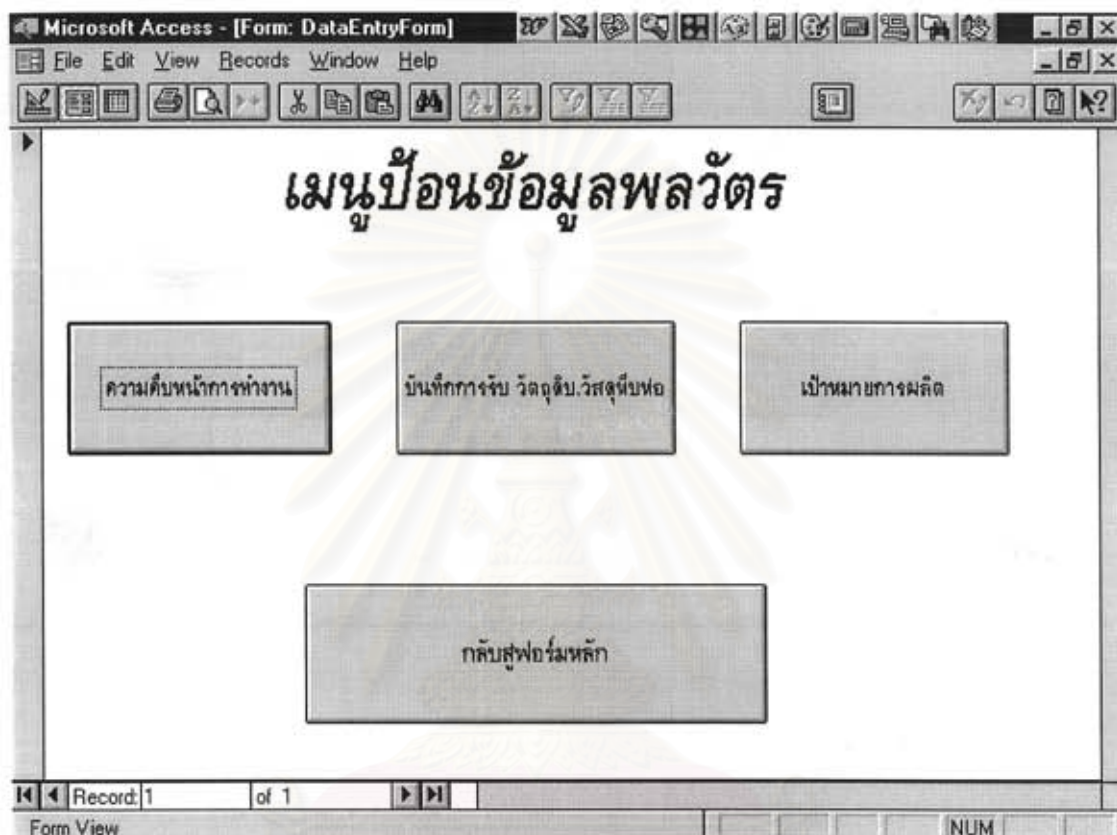 Microsoft Access - [Form: DataEntryForm]
File Edit View Records Window Help
เมนูป้อนข้อมูลพลวัตร
ความคืบหน้าการทำงาน
บันทึกการรับ วัตถุดิบ.วัสดุหีบห่อ
เป้าหมายการผลิต
กลับสู่ฟอร์มหลัก
Record: 1 of 1
Form View NUM